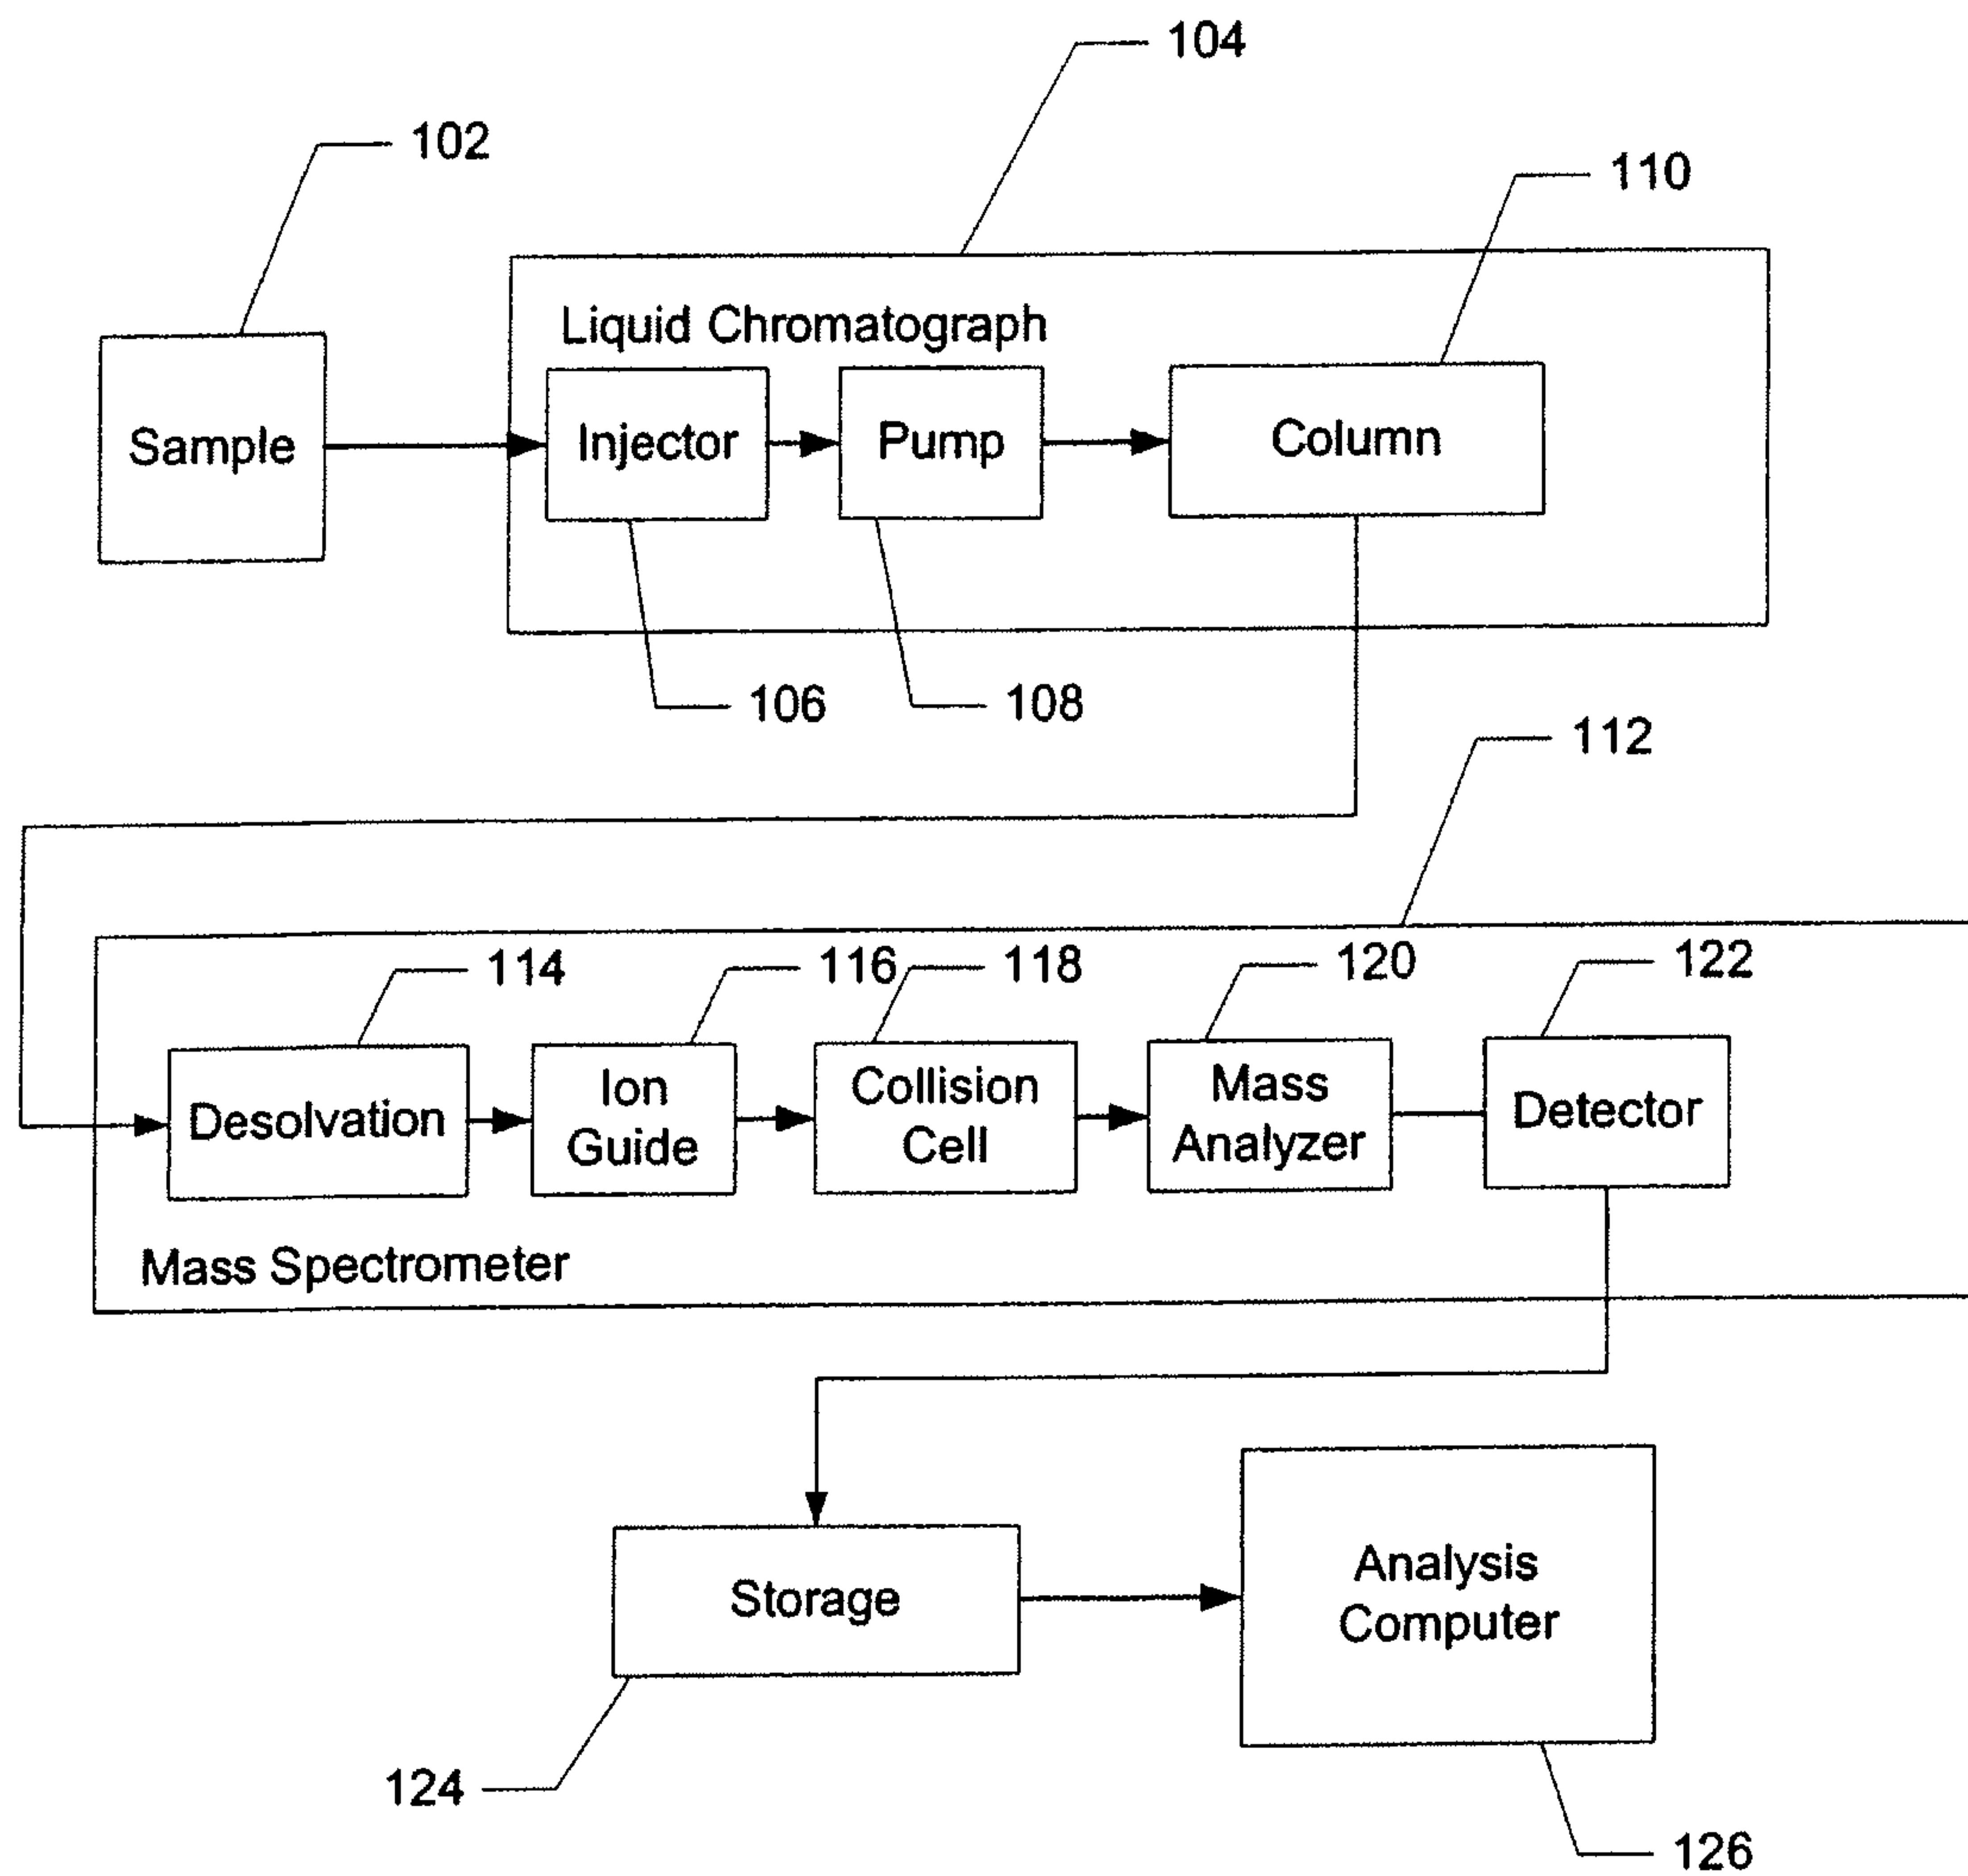 104
102
110
Liquid Chromatograph
Sample
Injector
Pump
Column
106
108
112
114
116
118
120
122
Desolvation
Ion
Guide
Collision
Cell
Mass
Analyzer
Detector
Mass Spectrometer
Storage
Analysis
Computer
124
126